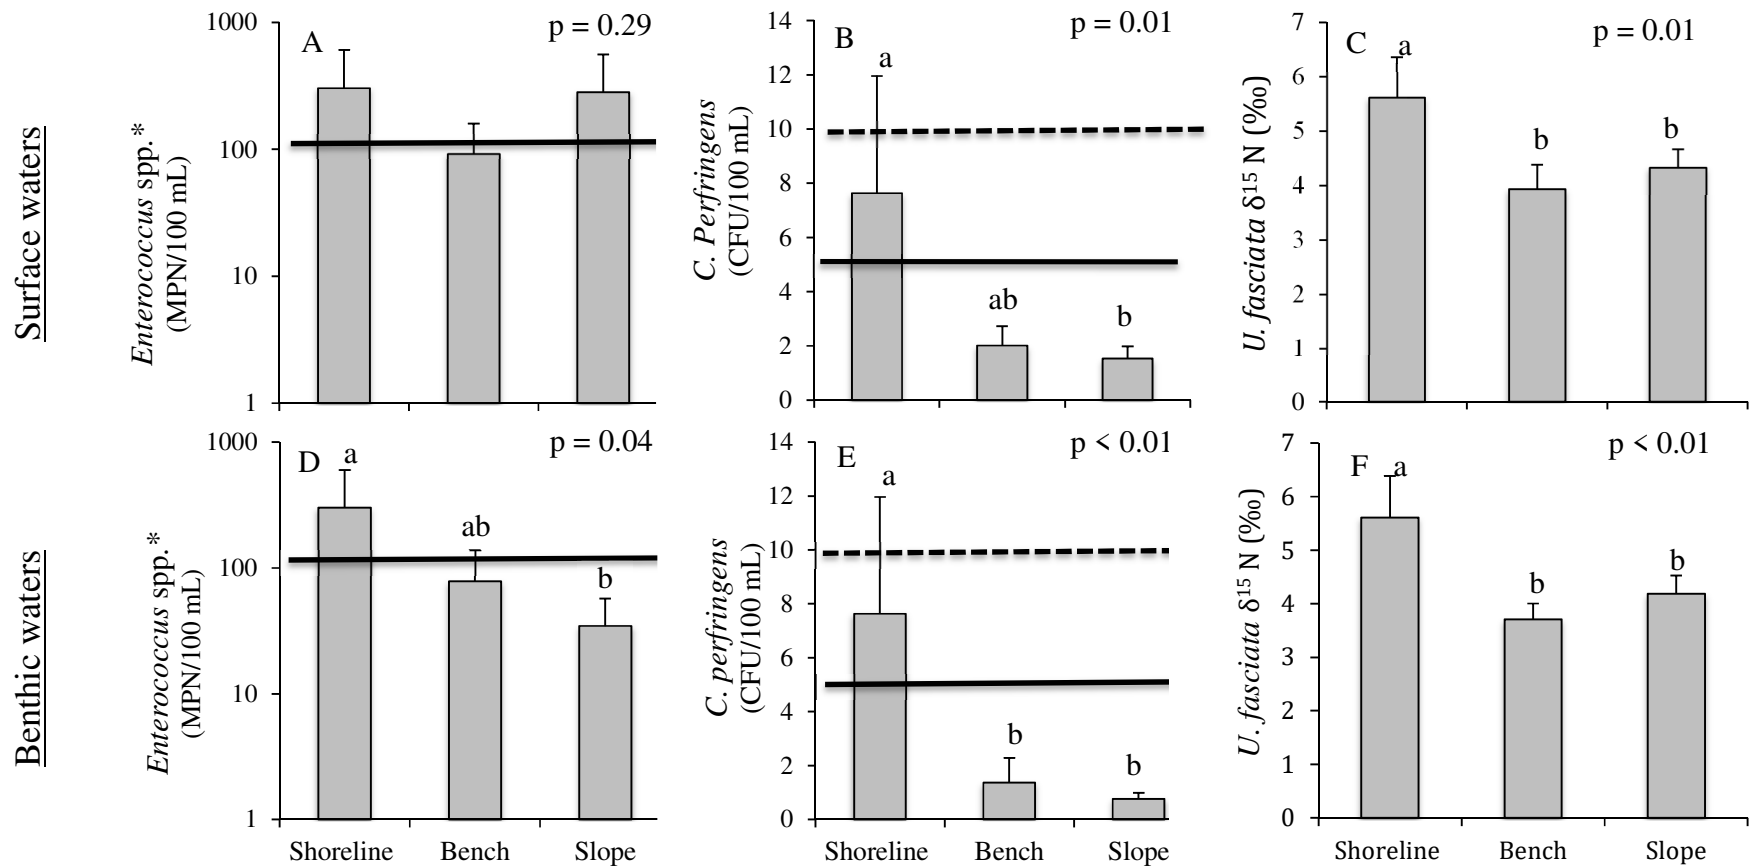 Surface waters
Enterococcus spp.*
(MPN/100 mL)
1000
100
10
1
A
p = 0.29
C. Perfringens
(CFU/100 mL)
14
12
10
8
6
4
2
0
B
p = 0.01
a
ab
b
U. fasciata δ15 N (‰)
7
6
5
4
3
2
1
0
C
p = 0.01
a
b
b
Benthic waters
Enterococcus spp.*
(MPN/100 mL)
1000
100
10
1
D
p = 0.04
a
ab
b
Shoreline Bench Slope
C. perfringens
(CFU/100 mL)
14
12
10
8
6
4
2
0
E
p < 0.01
a
b
b
Shoreline Bench Slope
U. fasciata δ15 N (‰)
7
6
5
4
3
2
1
0
F
p < 0.01
a
b
b
Shoreline Bench Slope